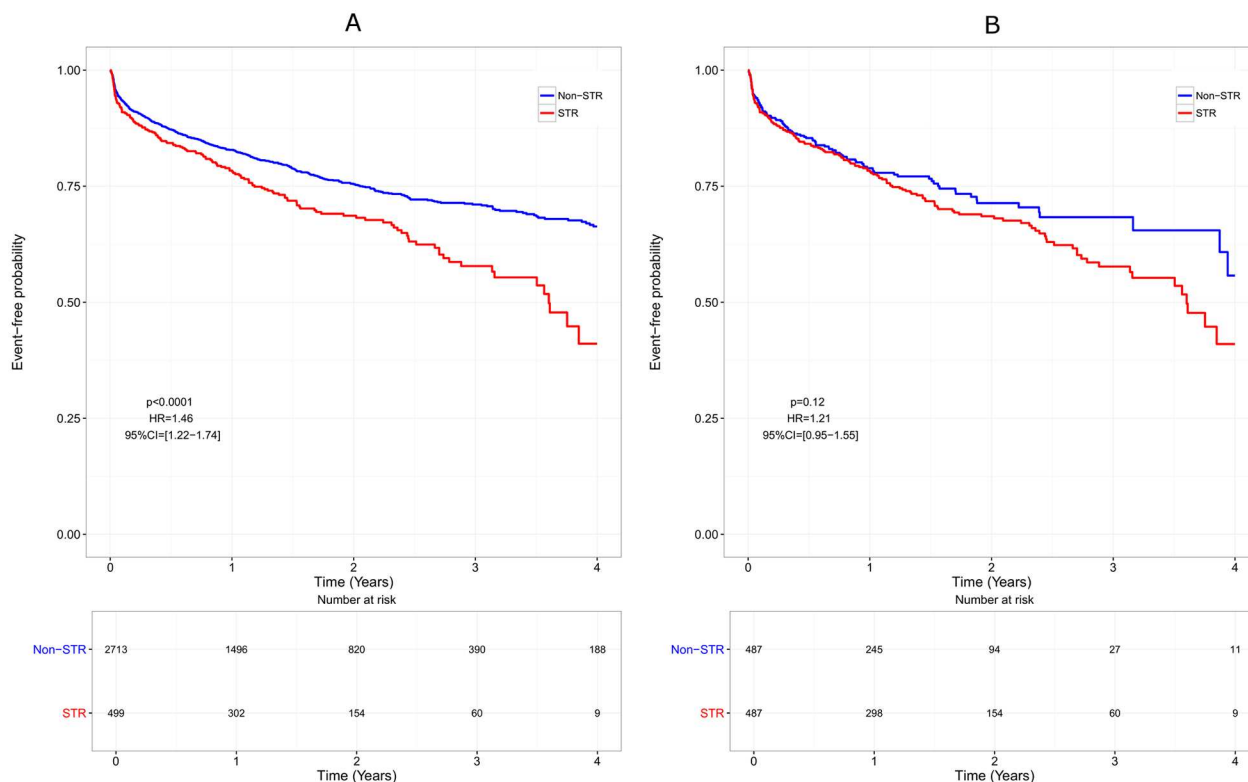 A
1.00
0.75
0.50
0.25
0.00
Event−free probability
Non−STR
STR
p<0.0001
HR=1.46
95%CI=[1.22−1.74]
0 1 2 3 4
Time (Years)
Number at risk
Non−STR 2713 1496 820 390 188
STR 499 302 154 60 9
0 1 2 3 4
Time (Years)
B
1.00
0.75
0.50
0.25
0.00
Event−free probability
Non−STR
STR
p=0.12
HR=1.21
95%CI=[0.95−1.55]
0 1 2 3 4
Time (Years)
Number at risk
Non−STR 487 245 94 27 11
STR 487 298 154 60 9
0 1 2 3 4
Time (Years)